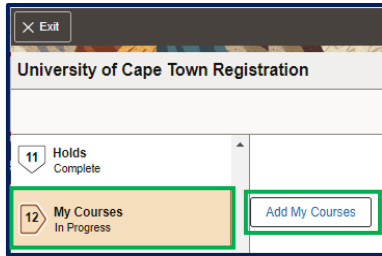 X Exit
University of Cape Town Registration
11 Holds
Complete
12 My Courses
In Progress
Add My Courses